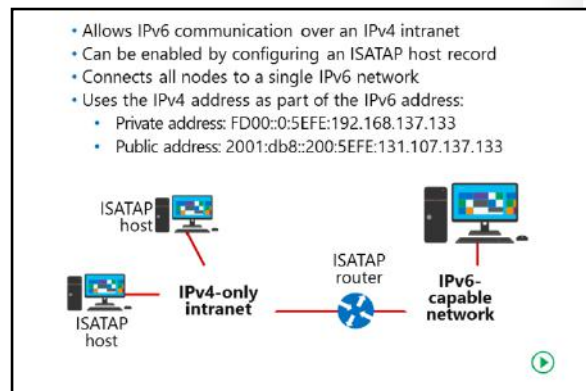 • Allows IPv6 communication over an IPv4 intranet
• Can be enabled by configuring an ISATAP host record
• Connects all nodes to a single IPv6 network
• Uses the IPv4 address as part of the IPv6 address:
• Private address: FD00::0:5EFE:192.168.137.133
• Public address: 2001:db8::200:5EFE:131.107.137.133
ISATAP
host
ISATAP
host
IPv4-only
intranet
ISATAP
router
IPv6-
capable
network